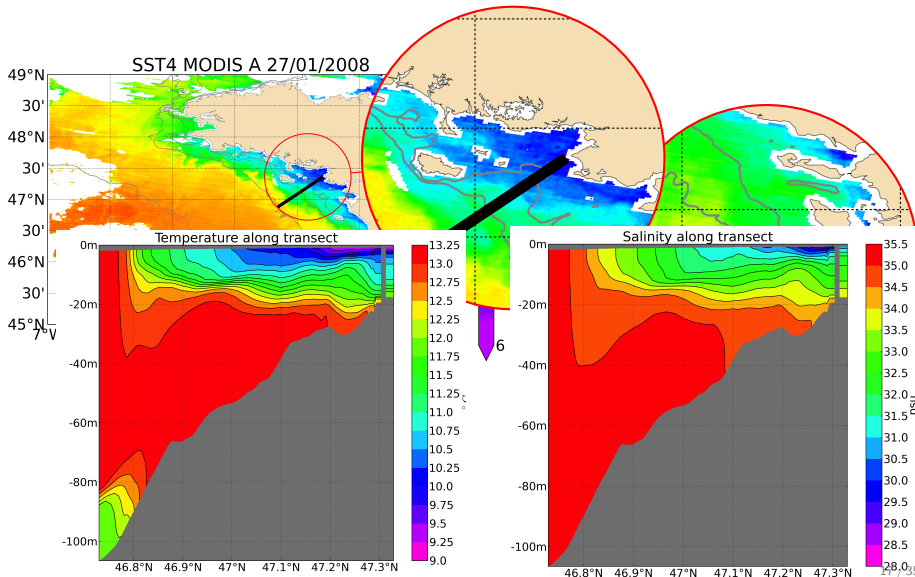 SST4 MODIS A 27/01/2008
49°N
30'
48°N
30'
47°N
30'
46°N
30'
45°N
6
Temperature along transect
0m
-20m
-40m
-60m
-80m
-100m
46.8°N 46.9°N 47°N 47.1°N 47.2°N 47.3°N
13.25
13.00
12.75
12.50
12.25
12.00
11.75
11.50
11.25
11.0
10.75
10.5
10.25
10.0
9.75
9.5
9.25
9.0
°C
Salinity along transect
0m
-20m
-40m
-60m
-80m
-100m
46.8°N 46.9°N 47°N 47.1°N 47.2°N 47.3°N
35.5
35.0
34.5
34.0
33.5
33.0
32.5
32.0
31.5
31.0
30.5
30.0
29.5
29.0
28.5
28.0
psu